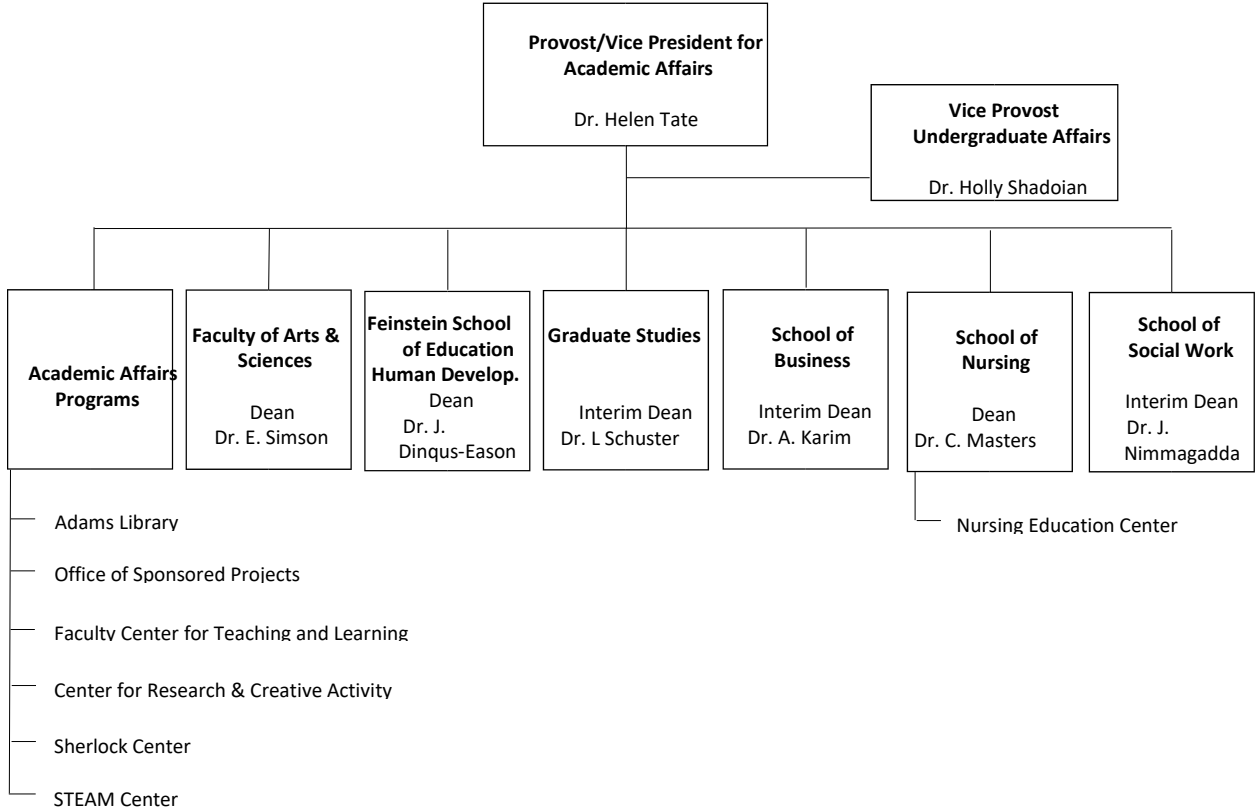 Provost/Vice President for
Academic Affairs
Dr. Helen Tate
Vice Provost
Undergraduate Affairs
Dr. Holly Shadoian
Academic Affairs
Programs
Faculty of Arts &
Sciences
Dean
Dr. E. Simson
Feinstein School
of Education
Human Develop.
Dean
Dr. J.
Dinqus-Eason
Graduate Studies
Interim Dean
Dr. L Schuster
School of
Business
Interim Dean
Dr. A. Karim
School of
Nursing
Dean
Dr. C. Masters
School of
Social Work
Interim Dean
Dr. J.
Nimmagadda
Adams Library
Office of Sponsored Projects
Faculty Center for Teaching and Learning
Center for Research & Creative Activity
Sherlock Center
STEAM Center
Nursing Education Center